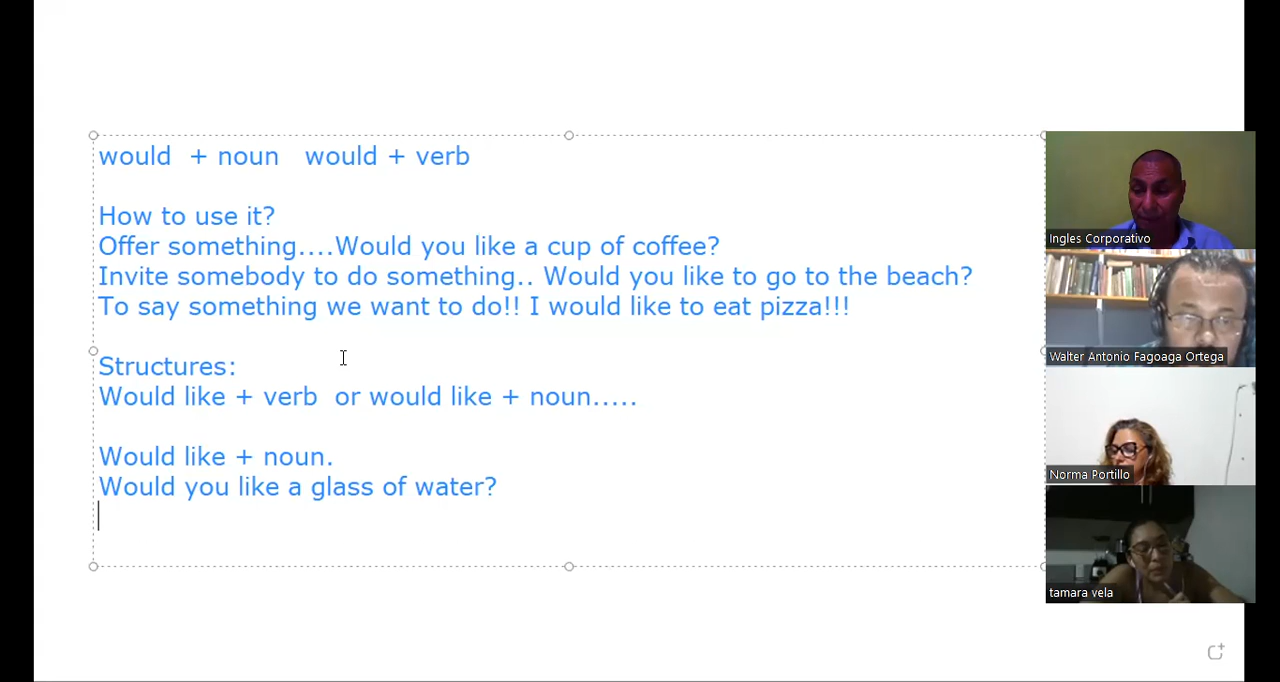 would + noun would + verb
How to use it?
Offer something....Would you like a cup of coffee?
Invite somebody to do something.. Would you like to go to the beach?
To say something we want to do!! I would like to eat pizza!!!
Structures:
Would like + verb or would like + noun.....
Would like + noun.
Would you like a glass of water?
Ingles Corporativo
Walter Antonio Fagoaga Ortega
Norma Portillo
tamara vela